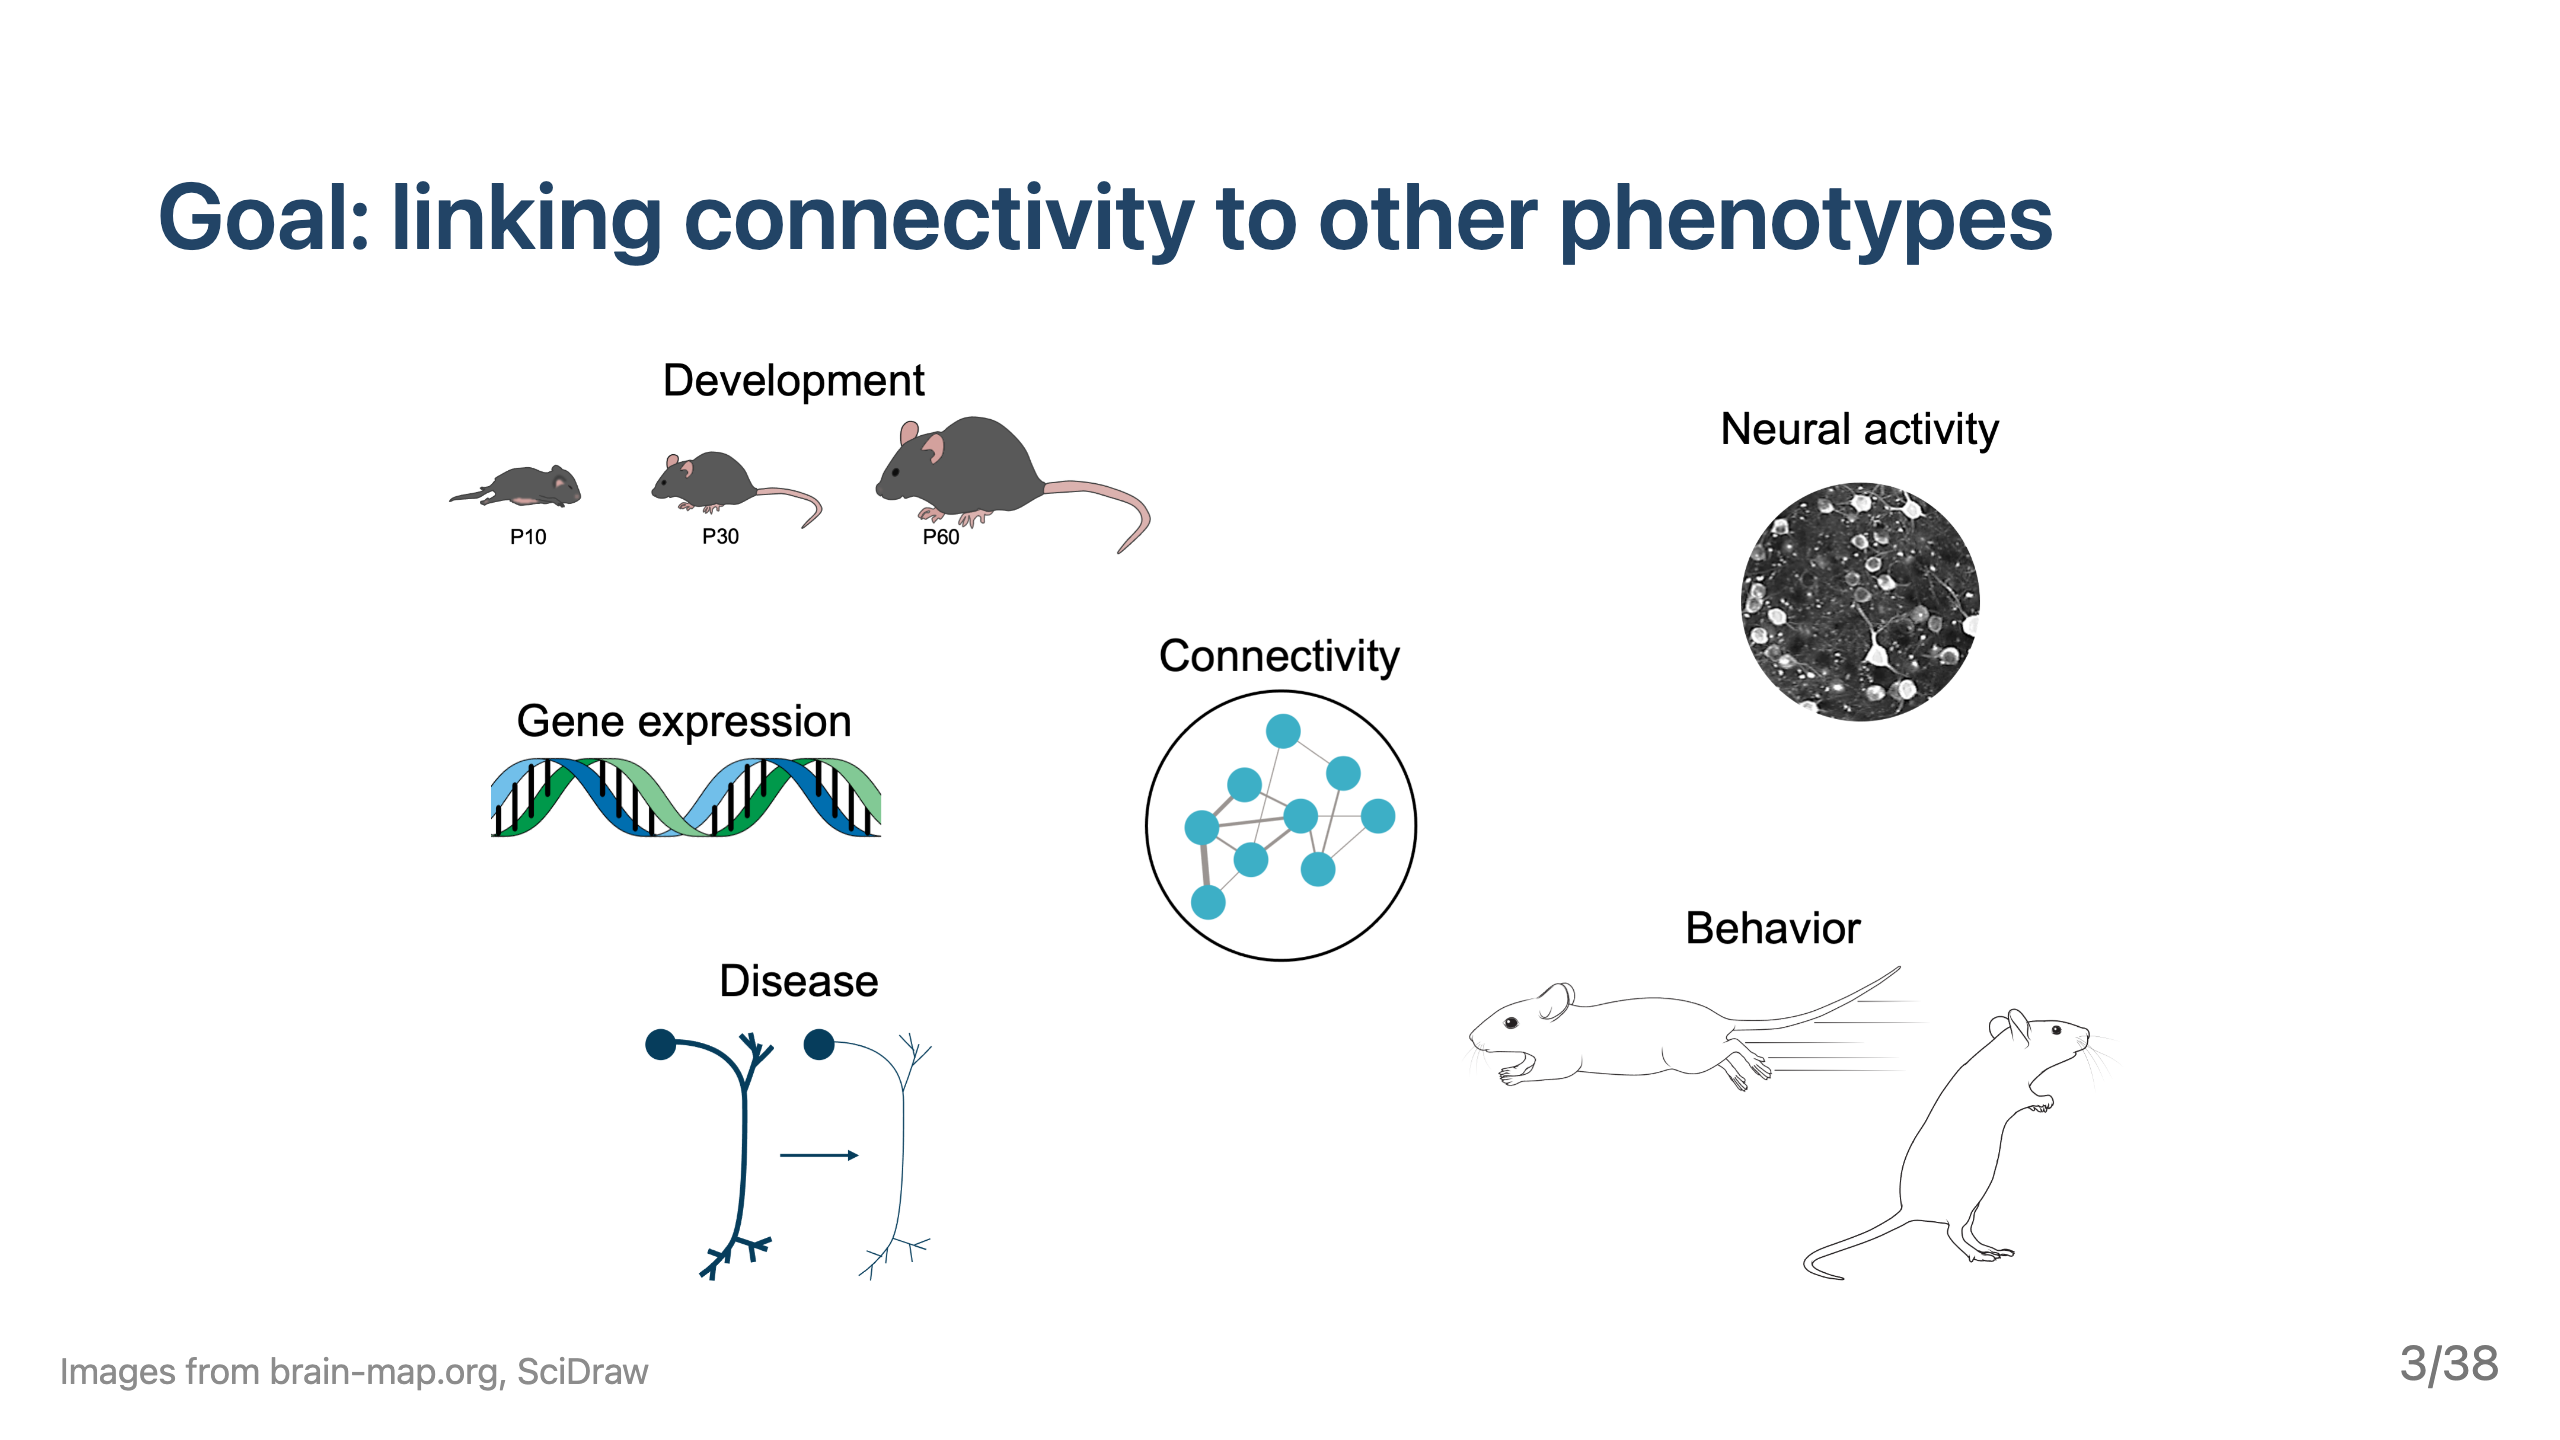 Goal: linking connectivity to other phenotypes
Development
P10
P30
P60
Gene expression
Disease
Connectivity
Neural activity
Behavior
Images from brain-map.org, SciDraw
3/38